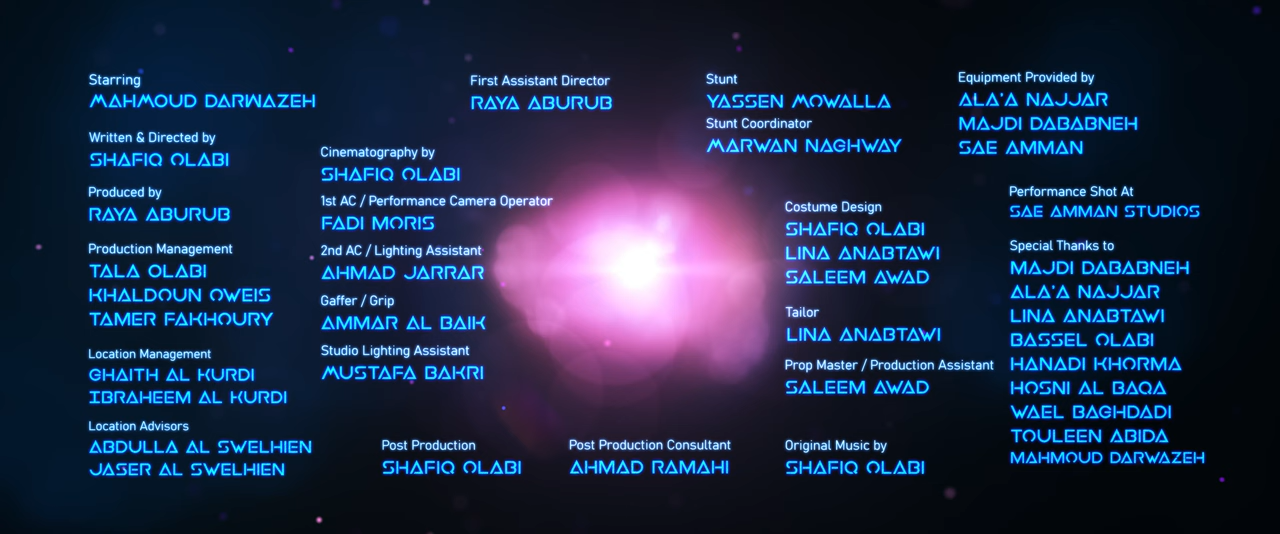 Starring
MAHMOUD DARWAZEH
Written & Directed by
SHAFIQ OLABI
Produced by
RAYA ABURUB
Production Management
TALA OLABI
KHALDOUN OWEIS
TAMER FAKHOURY
Location Management
GHAITH AL KURDI
IBRAHEEM AL KURDI
Location Advisors
ABDULLA AL SWELHIEN
JASER AL SWELHIEN
Cinematography by
SHAFIQ OLABI
1st AC / Performance Camera Operator
FADI MORIS
2nd AC / Lighting Assistant
AHMAD JARRAR
Gaffer / Grip
AMMAR AL BAIK
Studio Lighting Assistant
MUSTAFA BAKRI
Post Production
SHAFIQ OLABI
First Assistant Director
RAYA ABURUB
Post Production Consultant
AHMAD RAMAHI
Stunt
YASSEN MOWALLA
Stunt Coordinator
MARWAN NAGHWAY
Costume Design
SHAFIQ OLABI
LINA ANABTAWI
SALEEM AWAD
Tailor
LINA ANABTAWI
Prop Master / Production Assistant
SALEEM AWAD
Original Music by
SHAFIQ OLABI
Equipment Provided by
ALA'A NAJJAR
MAJDI DABABNEH
SAE AMMAN
Performance Shot At
SAE AMMAN STUDIOS
Special Thanks to
MAJDI DABABNEH
ALA'A NAJJAR
LINA ANABTAWI
BASSEL OLABI
HANADI KHORMA
HOSNI AL BAQA
WAEL BAGHDADI
TOULEEN ABIDA
MAHMOUD DARWAZEH